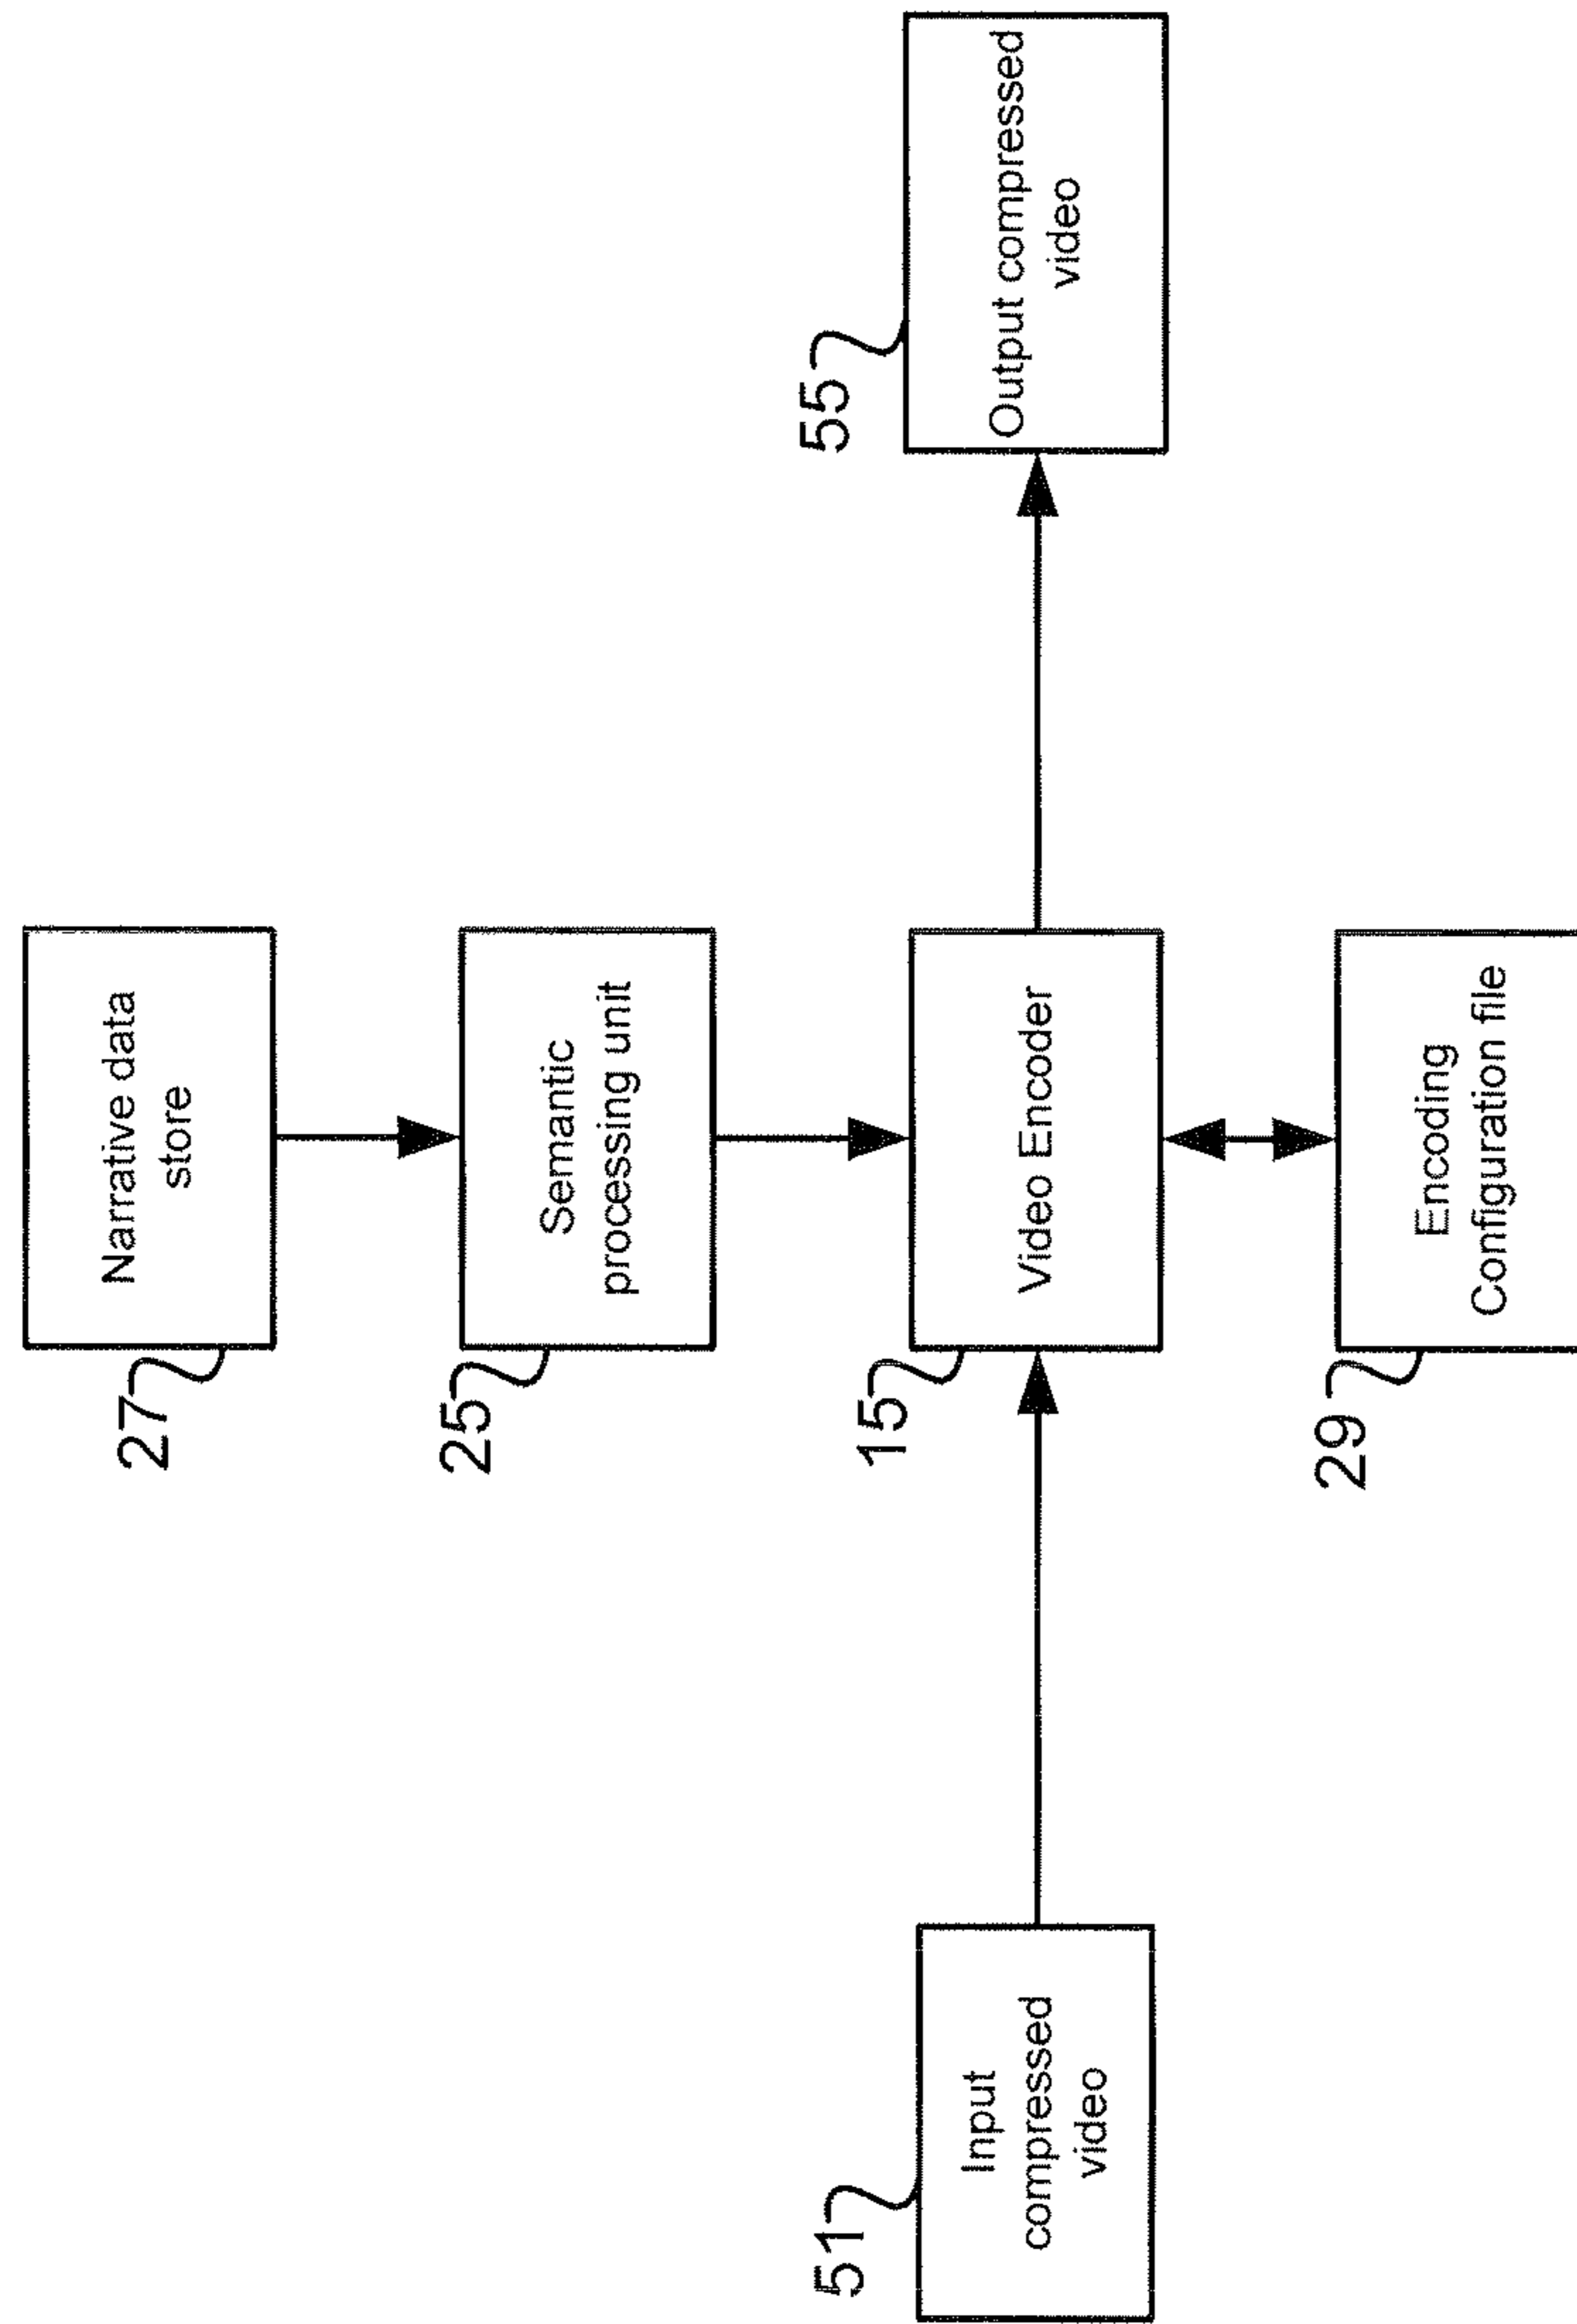 27
Narrative data
store
25
Semantic
processing unit
51
Input
compressed
video
15
Video Encoder
55
Output compressed
video
29
Encoding
Configuration file